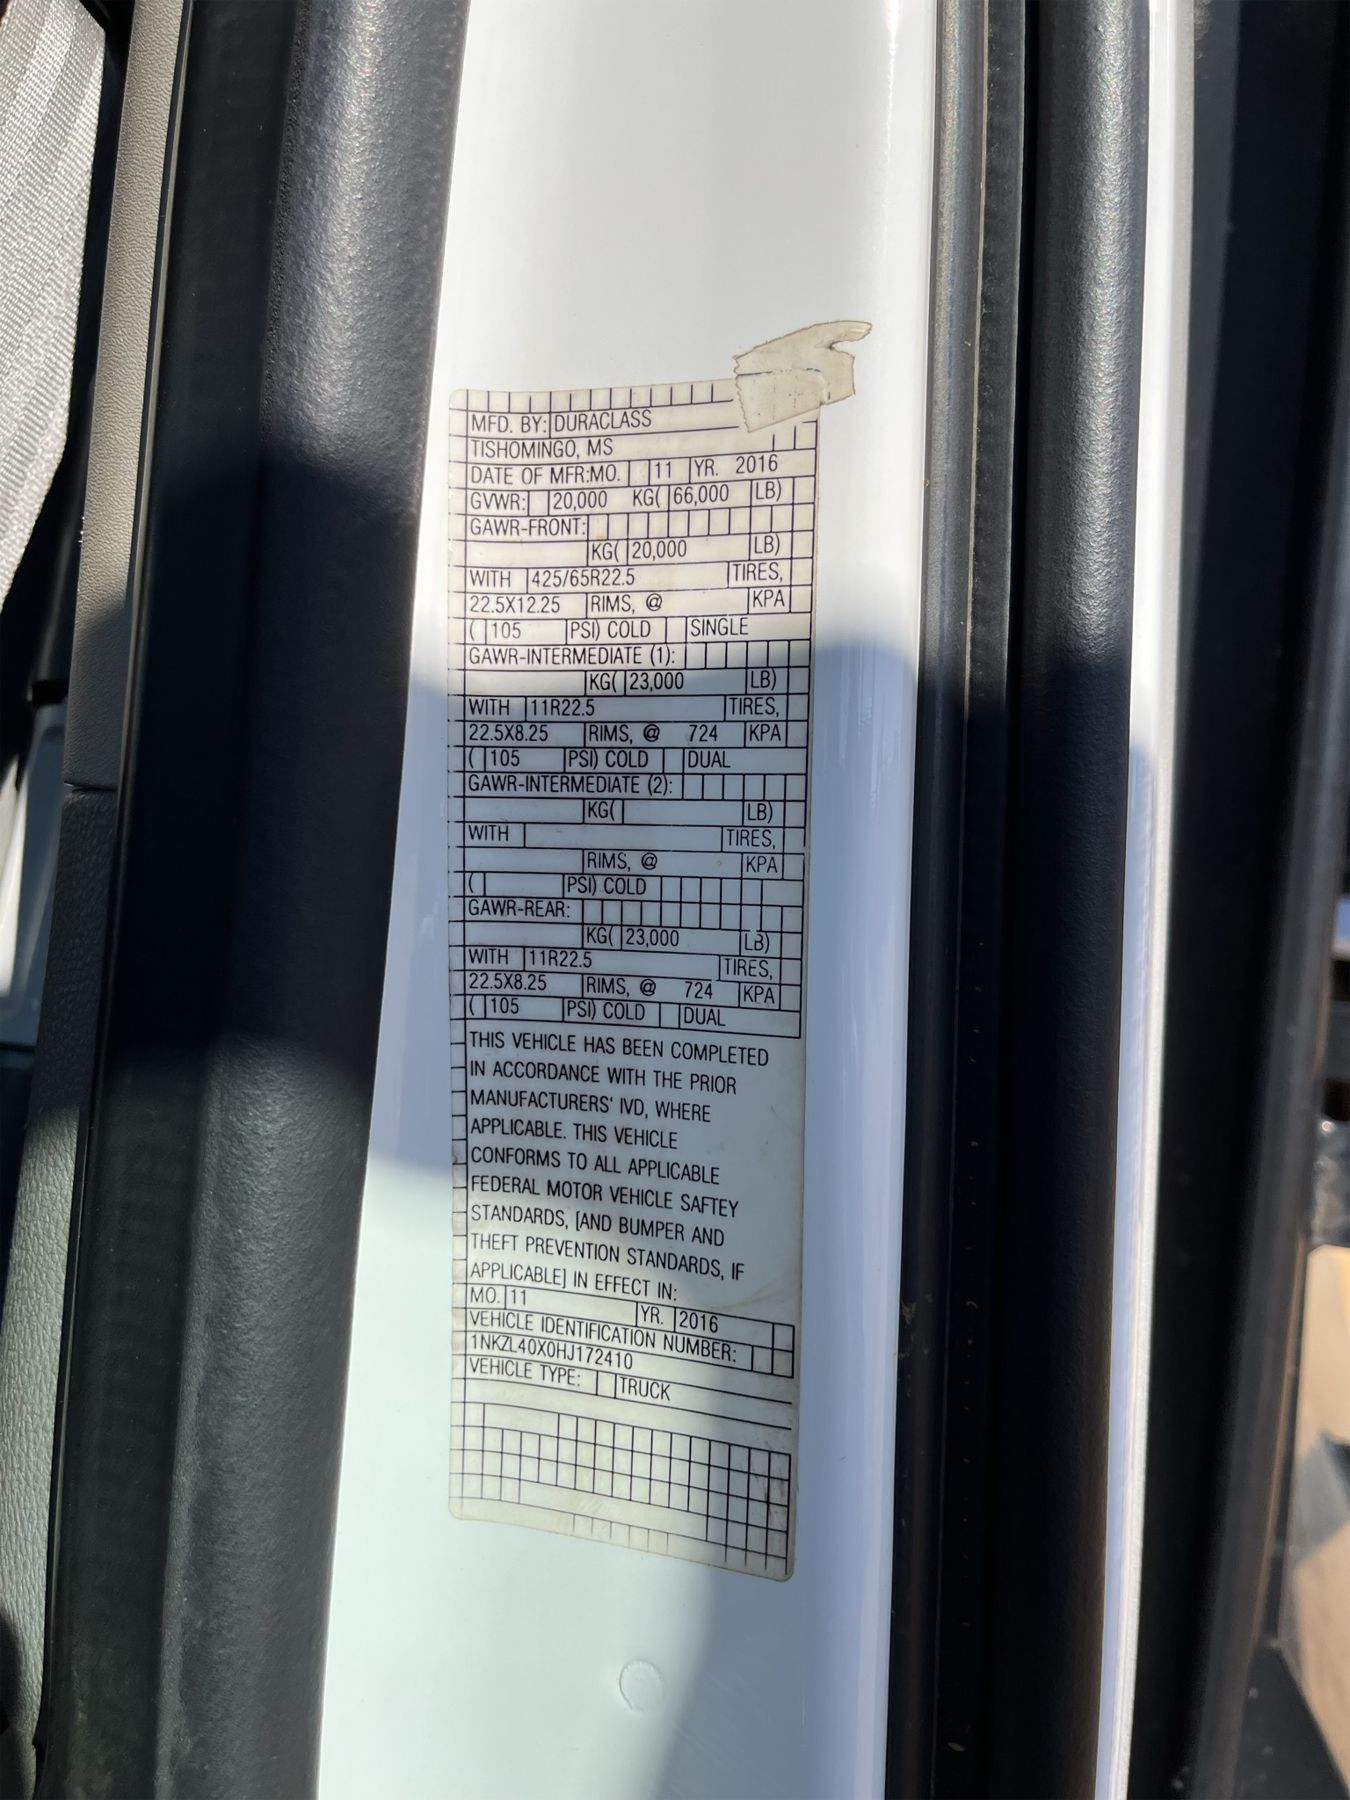 MFD. BY: DURACLASS
TISHOMINGO, MS
DATE OF MFR:MO. 11 YR. 2016
GVWR: 20,000 KG( 66,000 LB)
GAWR-FRONT:
KG( 20,000 LB)
WITH 425/65R22.5 TIRES,
22.5X12.25 RIMS, @ KPA
( 105 PSI) COLD SINGLE
GAWR-INTERMEDIATE (1):
KG( 23,000 LB)
WITH 11R22.5 TIRES,
22.5X8.25 RIMS, @ 724 KPA
( 105 PSI) COLD DUAL
GAWR-INTERMEDIATE (2):
KG( LB)
WITH TIRES,
RIMS, @ KPA
( PSI) COLD
GAWR-REAR:
KG( 23,000 LB)
WITH 11R22.5 TIRES,
22.5X8.25 RIMS, @ 724 KPA
( 105 PSI) COLD DUAL
THIS VEHICLE HAS BEEN COMPLETED
IN ACCORDANCE WITH THE PRIOR
MANUFACTURERS' IVD, WHERE
APPLICABLE. THIS VEHICLE
CONFORMS TO ALL APPLICABLE
FEDERAL MOTOR VEHICLE SAFTEY
STANDARDS, [AND BUMPER AND
THEFT PREVENTION STANDARDS, IF
APPLICABLE] IN EFFECT IN:
MO. 11 YR. 2016
VEHICLE IDENTIFICATION NUMBER:
1NKZL40X0HJ172410
VEHICLE TYPE: TRUCK